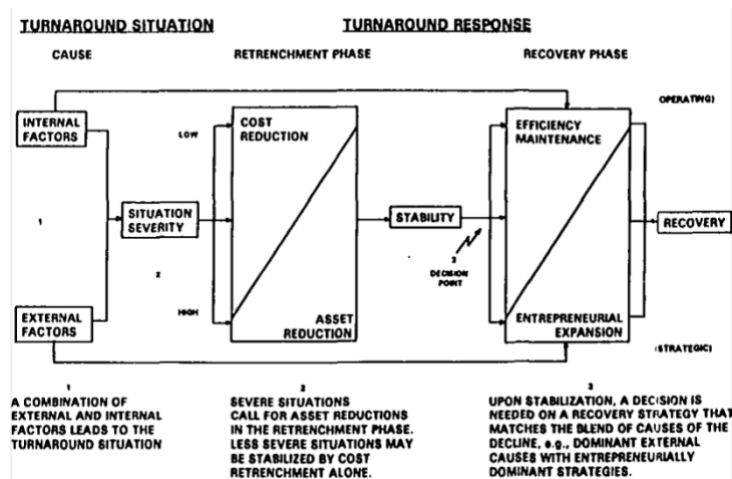 TURNAROUND SITUATION
TURNAROUND RESPONSE
CAUSE
RETRENCHMENT PHASE
RECOVERY PHASE
OPERATING)
INTERNAL
FACTORS
LOW
COST
REDUCTION
EFFICIENCY
MAINTENANCE
1
SITUATION
SEVERITY
STABILITY
RECOVERY
2
3
DECISION
POINT
HIGH
EXTERNAL
FACTORS
ASSET
REDUCTION
ENTREPRENEURIAL
EXPANSION
(STRATEGIC)
1
A COMBINATION OF
EXTERNAL AND INTERNAL
FACTORS LEADS TO THE
TURNAROUND SITUATION
2
SEVERE SITUATIONS
CALL FOR ASSET REDUCTIONS
IN THE RETRENCHMENT PHASE.
LESS SEVERE SITUATIONS MAY
BE STABILIZED BY COST
RETRENCHMENT ALONE.
3
UPON STABILIZATION, A DECISION IS
NEEDED ON A RECOVERY STRATEGY THAT
MATCHES THE BLEND OF CAUSES OF THE
DECLINE, e.g., DOMINANT EXTERNAL
CAUSES WITH ENTREPRENEURIALLY
DOMINANT STRATEGIES.